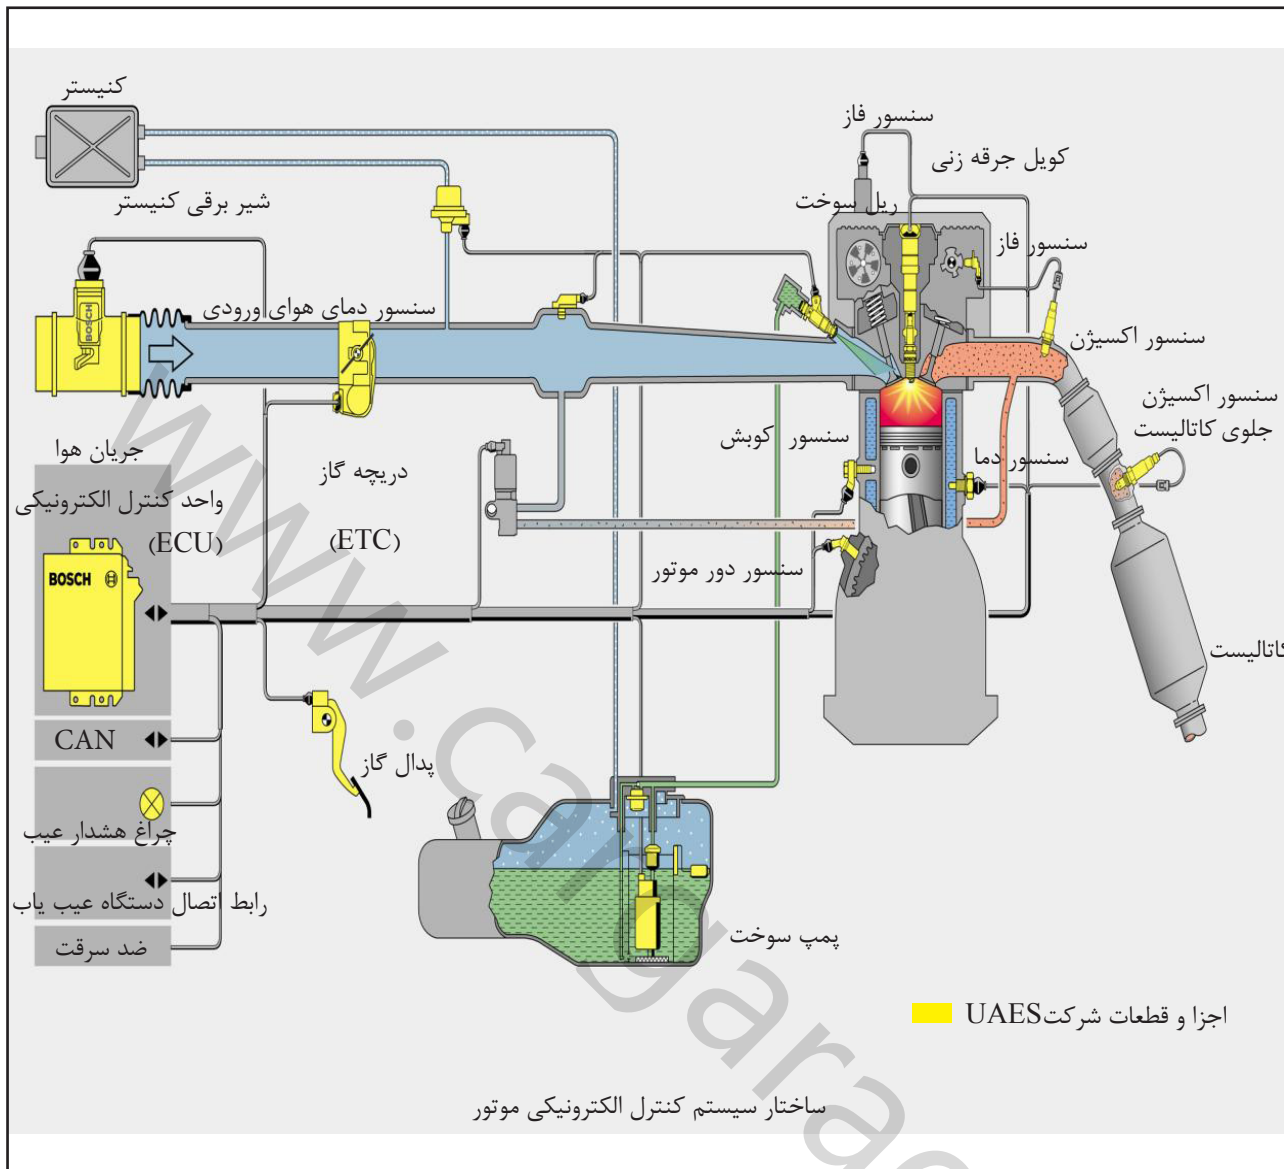 کنیستر
سنسور فاز
کویل جرقه زنی
شیر برقی کنیستر
ریل سوخت
سنسور فاز
BOSCH
سنسور دمای هوای ورودی
سنسور اکسیژن
سنسور اکسیژن
جلوی کاتالیست
سنسور کوبش
سنسور دما
جریان هوا
دریچه گاز
(ETC)
واحد کنترل الکترونیکی
(ECU)
BOSCH
سنسور دور موتور
کاتالیست
CAN
پدال گاز
چراغ هشدار عیب
رابط اتصال دستگاه عیب یاب
ضد سرقت
پمپ سوخت
اجزا و قطعات شرکت UAES
ساختار سیستم کنترل الکترونیکی موتور